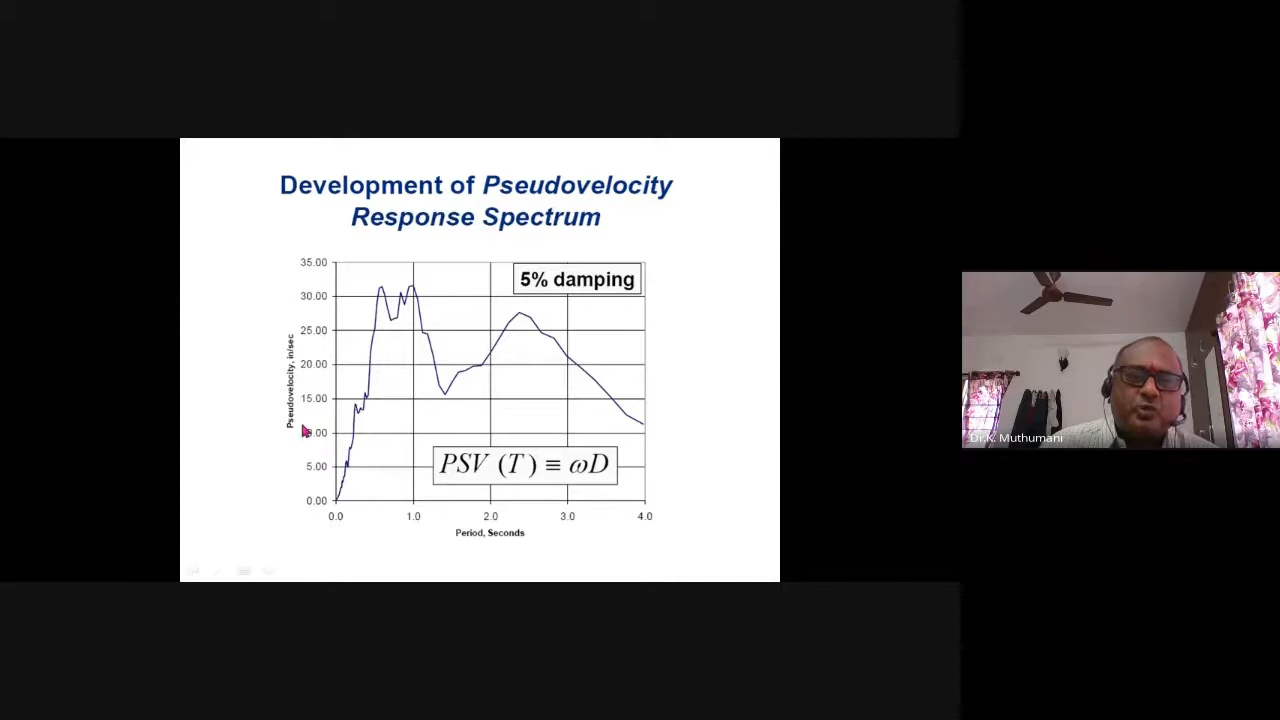 Development of Pseudovelocity
Response Spectrum
5% damping
35.00
30.00
25.00
20.00
15.00
5.00
0.00
Pseudovelocity, in/sec
PSV (T) ≡ ωD
0.0 1.0 2.0 3.0 4.0
Period, Seconds
Dr.K. Muthumani